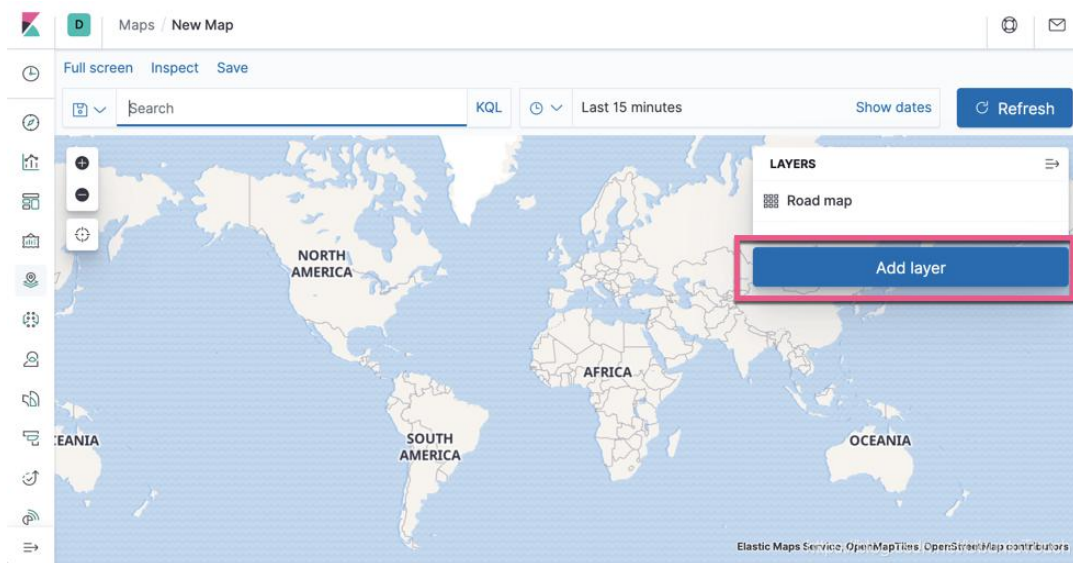 D Maps / New Map
Full screen Inspect Save
Search KQL Last 15 minutes Show dates Refresh
LAYERS
Road map
Add layer
NORTH
AMERICA
AFRICA
EANIA
SOUTH
AMERICA
OCEANIA
Elastic Maps Service, OpenMapTiles, OpenStreetMap contributors